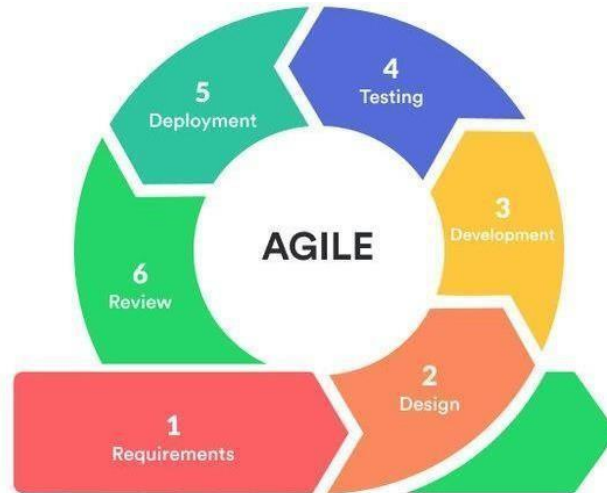 AGILE
1
Requirements
2
Design
3
Development
4
Testing
5
Deployment
6
Review